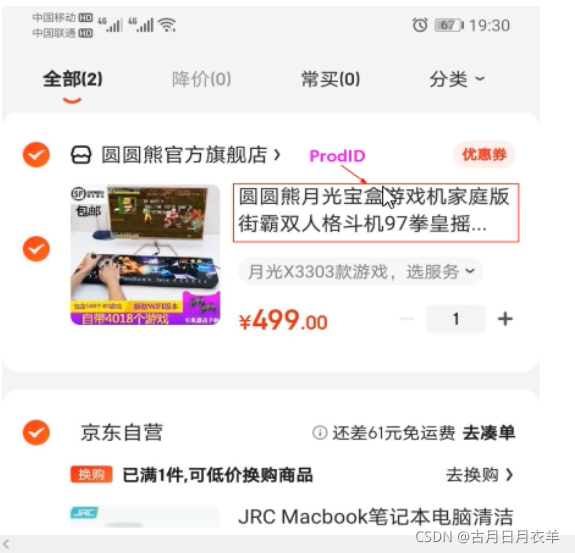 中国移动 HD 4G 4G
中国联通 HD
67 19:30
全部(2) 降价(0) 常买(0) 分类
圆圆熊官方旗舰店 ProdID 优惠券
SF EXPRESS
包邮
圆圆熊月光宝盒游戏机家庭版
街霸双人格斗机97拳皇摇...
月光X3303款游戏，选服务
自带4018个游戏
¥499.00 1
京东自营 还差61元免运费 去凑单
换购 已满1件,可低价换购商品 去换购
JRC
JRC Macbook笔记本电脑清洁
CSDN @古月日月衣羊